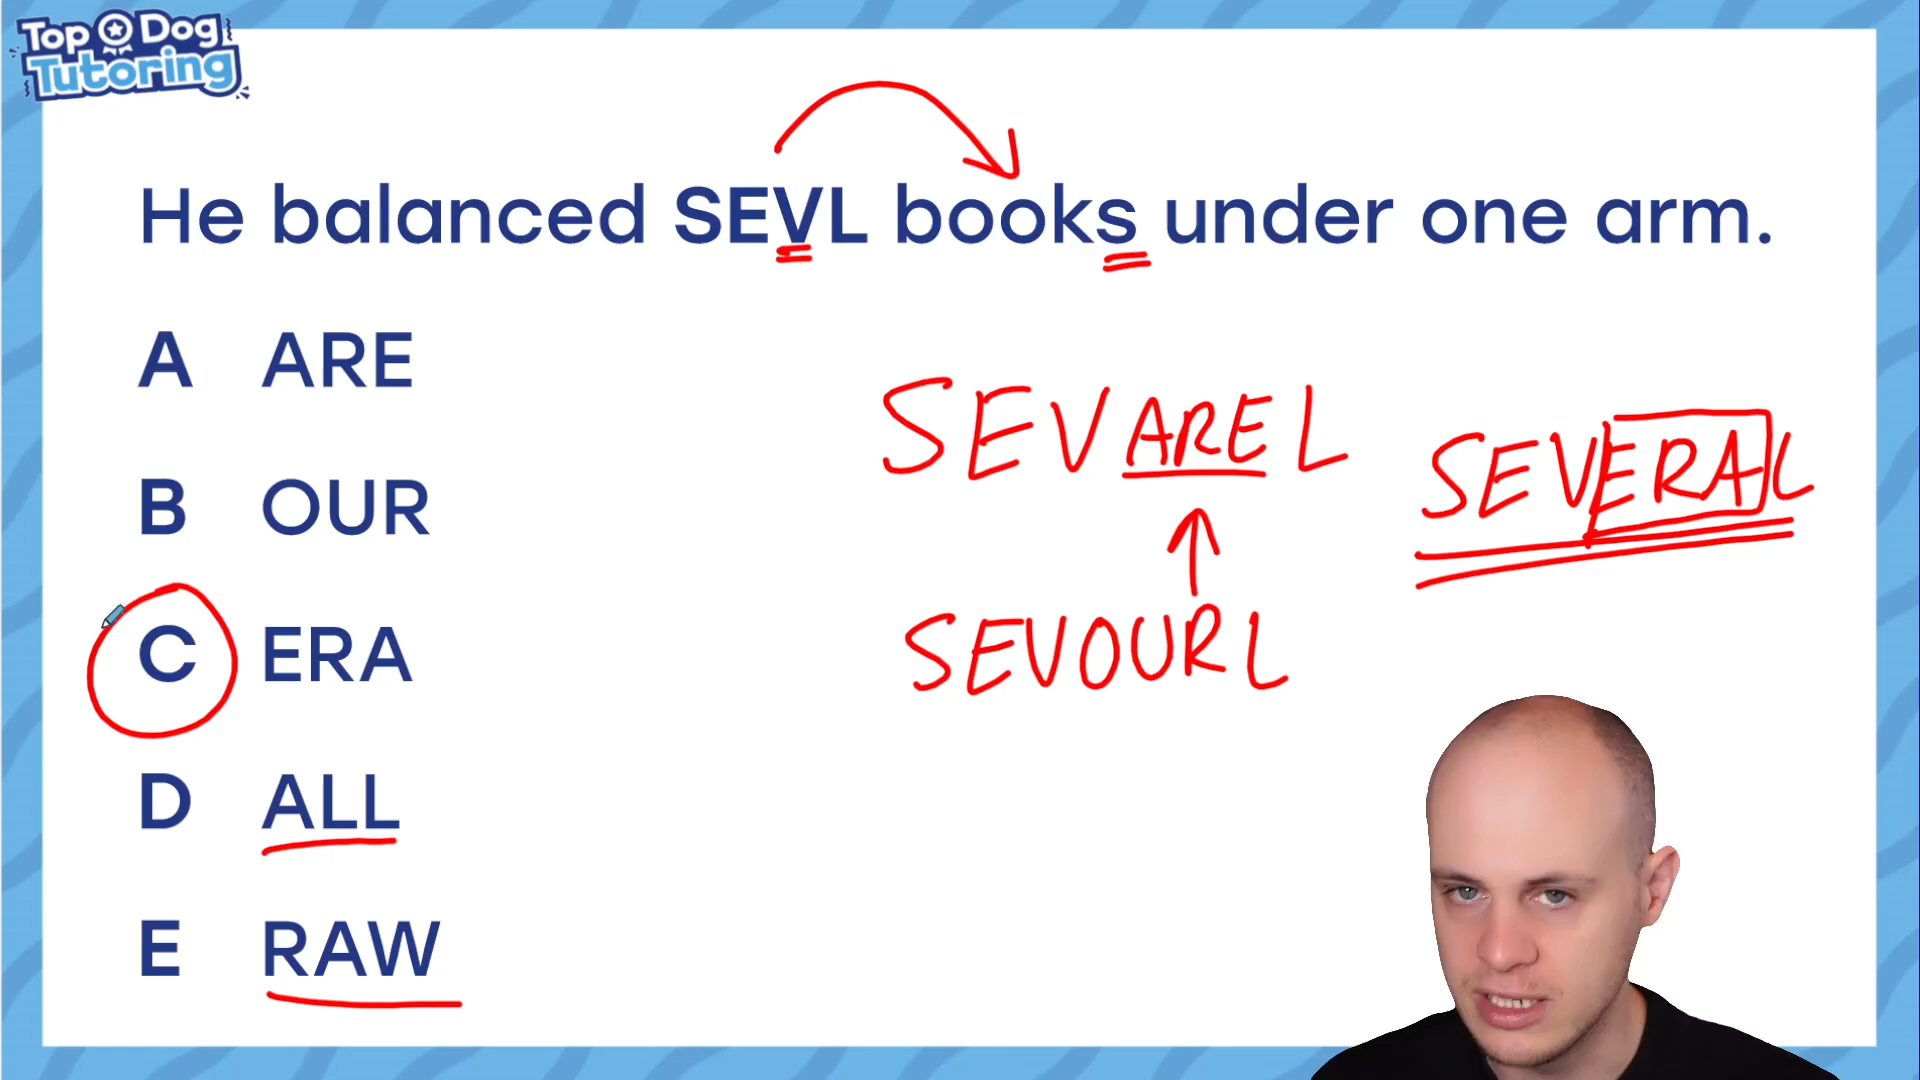 Top Dog
Tutoring
He balanced SEVL books under one arm.
A ARE
B OUR
C ERA
D ALL
E RAW
SEVAREL
SEVERAL
SEVOURL